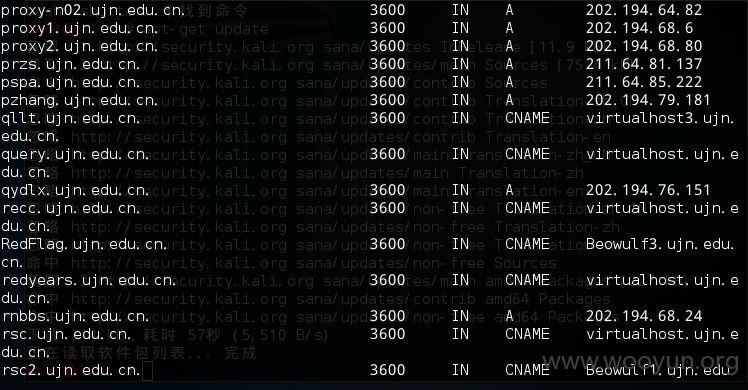 proxy-n02.ujn.edu.cn. 3600 IN A 202.194.64.82
proxy1.ujn.edu.cn. 3600 IN A 202.194.68.6
proxy2.ujn.edu.cn. 3600 IN A 202.194.68.80
przs.ujn.edu.cn. 3600 IN A 211.64.81.137
pspa.ujn.edu.cn. 3600 IN A 211.64.85.222
pzhang.ujn.edu.cn. 3600 IN A 202.194.79.181
qllt.ujn.edu.cn. 3600 IN CNAME virtualhost3.ujn.
edu.cn.
query.ujn.edu.cn. 3600 IN CNAME virtualhost.ujn.e
du.cn.
qydlx.ujn.edu.cn. 3600 IN A 202.194.76.151
recc.ujn.edu.cn. 3600 IN CNAME virtualhost.ujn.e
du.cn.
RedFlag.ujn.edu.cn. 3600 IN CNAME Beowulf3.ujn.edu.
cn.
redyears.ujn.edu.cn. 3600 IN CNAME virtualhost.ujn.e
du.cn.
rnbbs.ujn.edu.cn. 3600 IN A 202.194.68.24
rsc.ujn.edu.cn. 3600 IN CNAME virtualhost.ujn.e
du.cn.
rsc2.ujn.edu.cn. 3600 IN CNAME Beowulf1.ujn.edu
www.wooyun.org